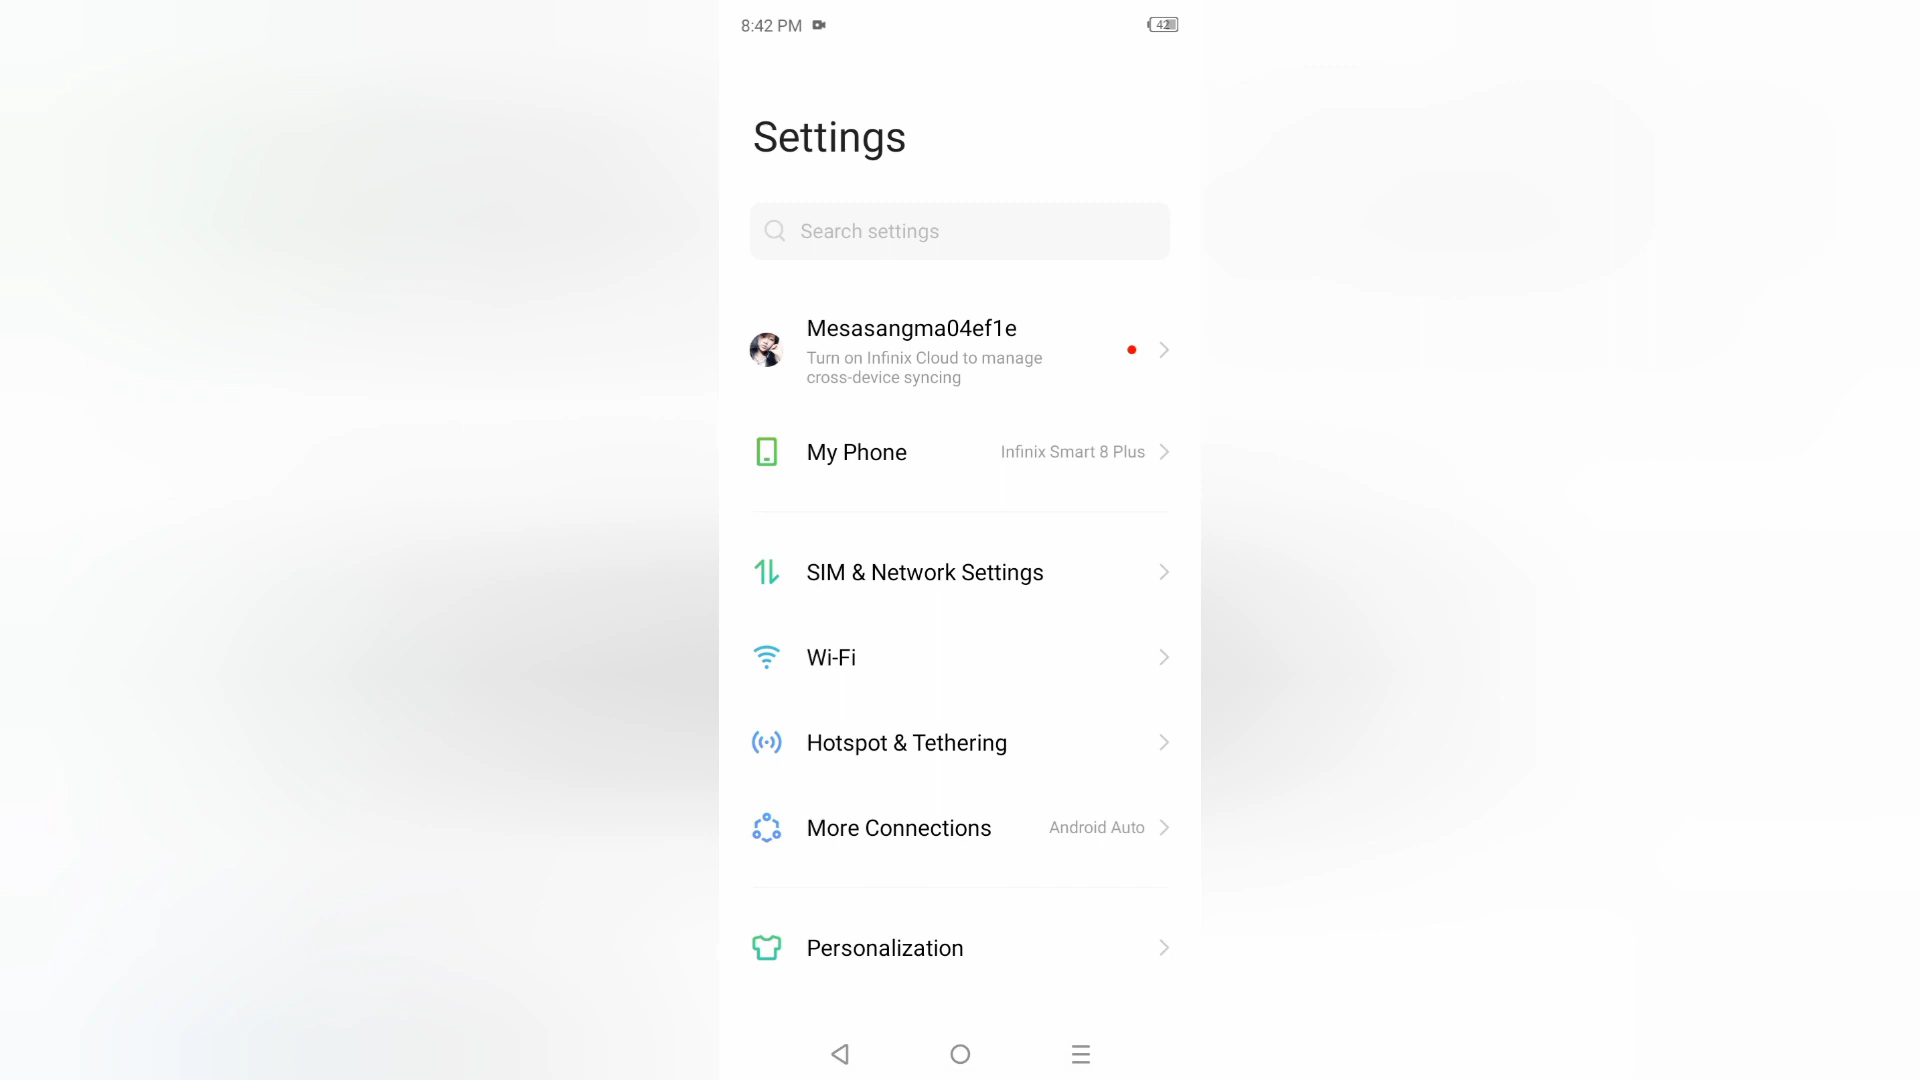 8:42 PM
42
Settings
Search settings
Mesasangma04ef1e
Turn on Infinix Cloud to manage
cross-device syncing
My Phone
Infinix Smart 8 Plus
SIM & Network Settings
Wi-Fi
Hotspot & Tethering
More Connections
Android Auto
Personalization